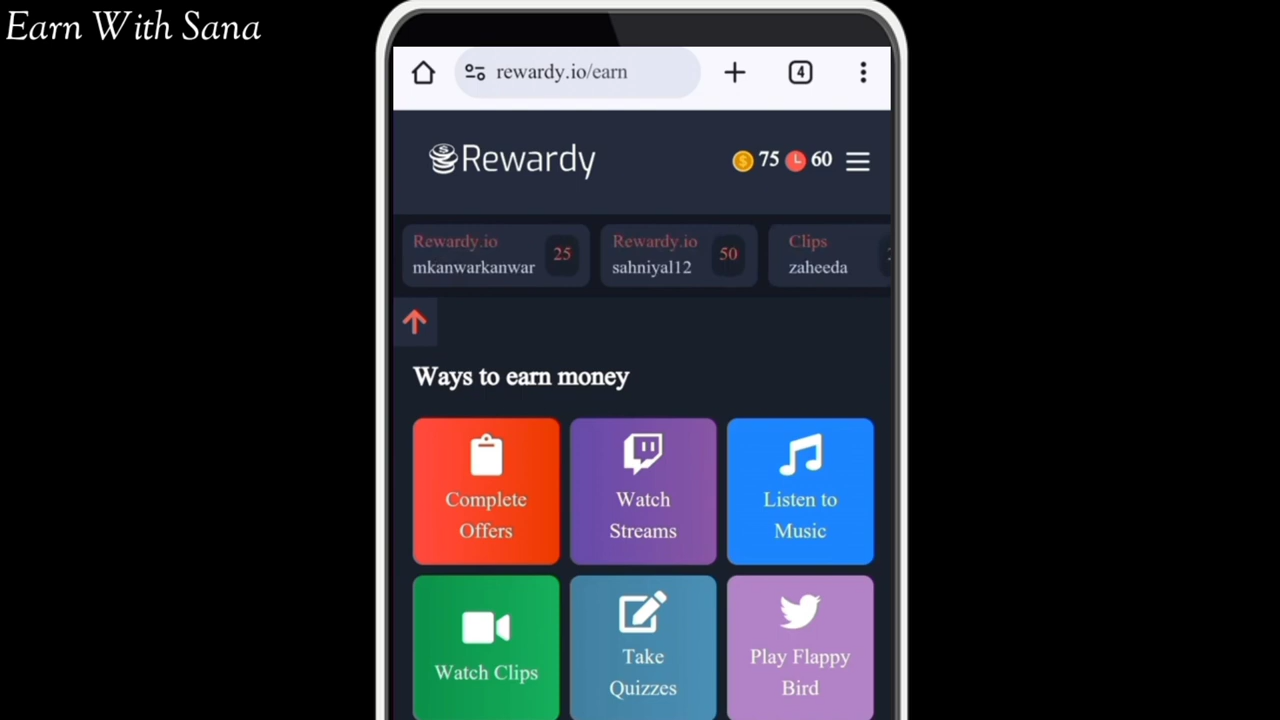 Earn With Sana
rewardy.io/earn
4
Rewardy
75 60
Rewardy.io
mkanwarkanwar
25
Rewardy.io
sahniyal12
50
Clips
zaheeda
Ways to earn money
Complete
Offers
Watch
Streams
Listen to
Music
Watch Clips
Take
Quizzes
Play Flappy
Bird